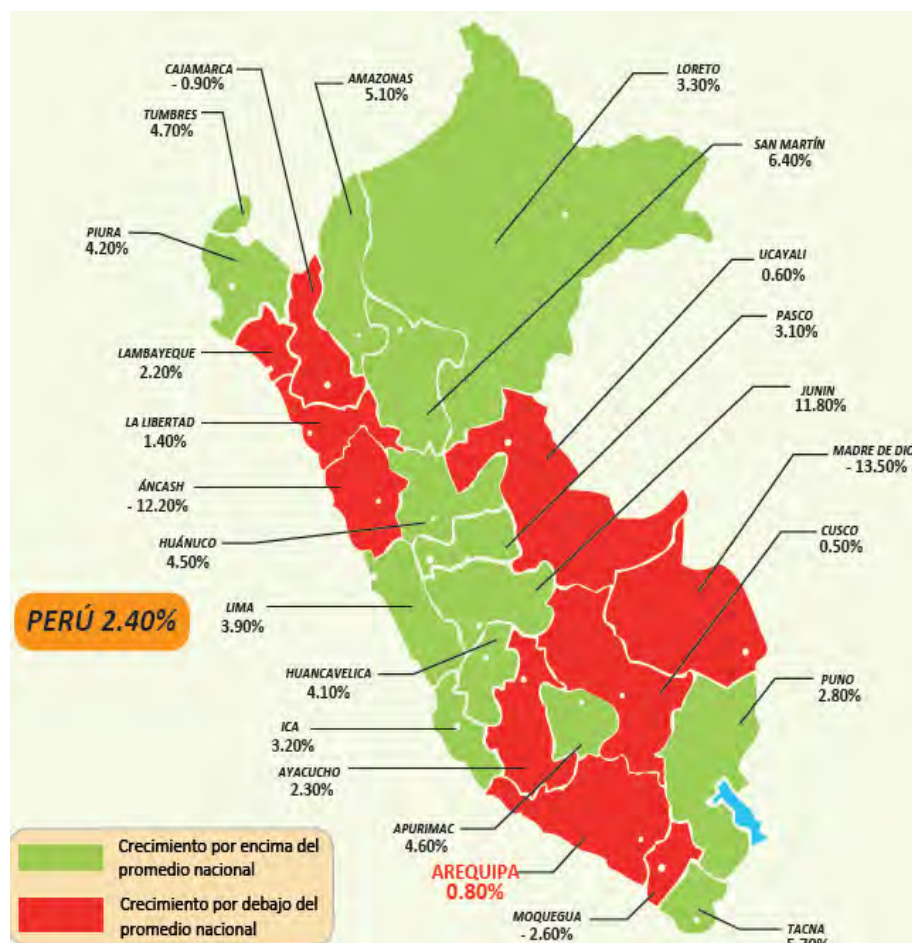 CAJAMARCA
- 0.90%
AMAZONAS
5.10%
LORETO
3.30%
TUMBRES
4.70%
SAN MARTÍN
6.40%
PIURA
4.20%
UCAYALI
0.60%
PASCO
3.10%
LAMBAYEQUE
2.20%
JUNIN
11.80%
LA LIBERTAD
1.40%
MADRE DE DIO
- 13.50%
ÁNCASH
- 12.20%
CUSCO
0.50%
HUÁNUCO
4.50%
PERÚ 2.40%
LIMA
3.90%
HUANCAVELICA
4.10%
PUNO
2.80%
ICA
3.20%
AYACUCHO
2.30%
APURIMAC
4.60%
AREQUIPA
0.80%
MOQUEGUA
- 2.60%
TACNA
Crecimiento por encima del
promedio nacional
Crecimiento por debajo del
promedio nacional